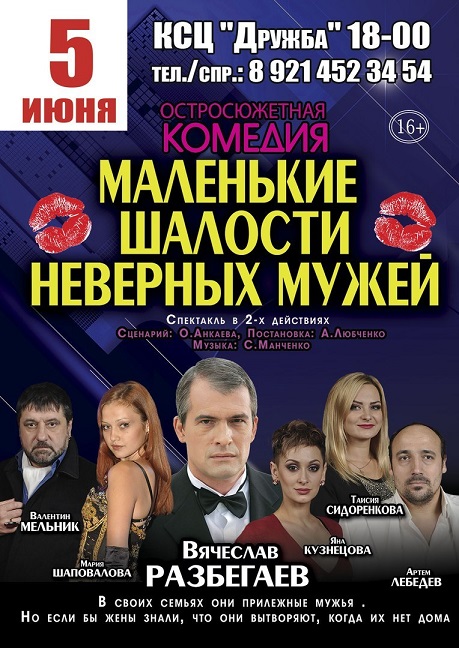 5
ИЮНЯ
КСЦ "ДРУЖБА" 18-00
ТЕЛ./СПР.: 8 921 452 34 54
ОСТРОСЮЖЕТНАЯ
КОМЕДИЯ
16+
МАЛЕНЬКИЕ
ШАЛОСТИ
НЕВЕРНЫХ МУЖЕЙ
СПЕКТАКЛЬ В 2-Х ДЕЙСТВИЯХ
СЦЕНАРИЙ: О.АНКАЕВА, ПОСТАНОВКА: А.ЛЮБЧЕНКО
МУЗЫКА: С.МАНЧЕНКО
ВАЛЕНТИН
МЕЛЬНИК
МАРИЯ
ШАПОВАЛОВА
ВЯЧЕСЛАВ
РАЗБЕГАЕВ
ЯНА
КУЗНЕЦОВА
ТАИСИЯ
СИДОРЕНКОВА
АРТЕМ
ЛЕБЕДЕВ
В СВОИХ СЕМЬЯХ ОНИ ПРИЛЕЖНЫЕ МУЖЬЯ .
НО ЕСЛИ БЫ ЖЕНЫ ЗНАЛИ, ЧТО ОНИ ВЫТВОРЯЮТ, КОГДА ИХ НЕТ ДОМА